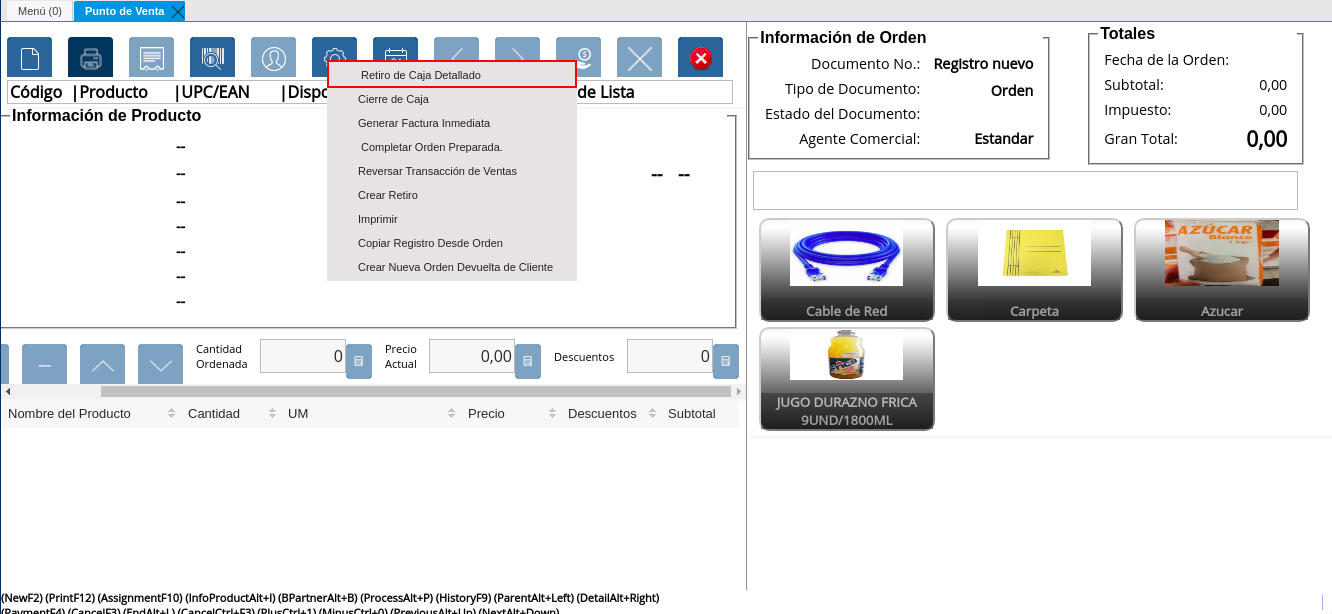 Menú (0)
Punto de Venta
Código |Producto |UPC/EAN |Dispo
de Lista
Retiro de Caja Detallado
Cierre de Caja
Generar Factura Inmediata
Completar Orden Preparada.
Reversar Transacción de Ventas
Crear Retiro
Imprimir
Copiar Registro Desde Orden
Crear Nueva Orden Devuelta de Cliente
Información de Producto
--
--
--
--
--
--
--
-- --
Cantidad
Ordenada
0
Precio
Actual
0,00
Descuentos
0
Nombre del Producto Cantidad UM Precio Descuentos Subtotal
Información de Orden
Documento No.: Registro nuevo
Tipo de Documento: Orden
Estado del Documento:
Agente Comercial: Estandar
Totales
Fecha de la Orden:
Subtotal: 0,00
Impuesto: 0,00
Gran Total: 0,00
Cable de Red
Carpeta
AZÚCAR
Blanca
Azucar
JUGO DURAZNO FRICA
9UND/1800ML
(NewF2) (PrintF12) (AssignmentF10) (InfoProductAlt+I) (BPartnerAlt+B) (ProcessAlt+P) (HistoryF9) (ParentAlt+Left) (DetailAlt+Right)
(PaymentF4) (CancelF3) (EndAlt+L) (CancelCtrl+F3) (PlusCtrl+1) (MinusCtrl+0) (PreviousAlt+Up) (NextAlt+Down)